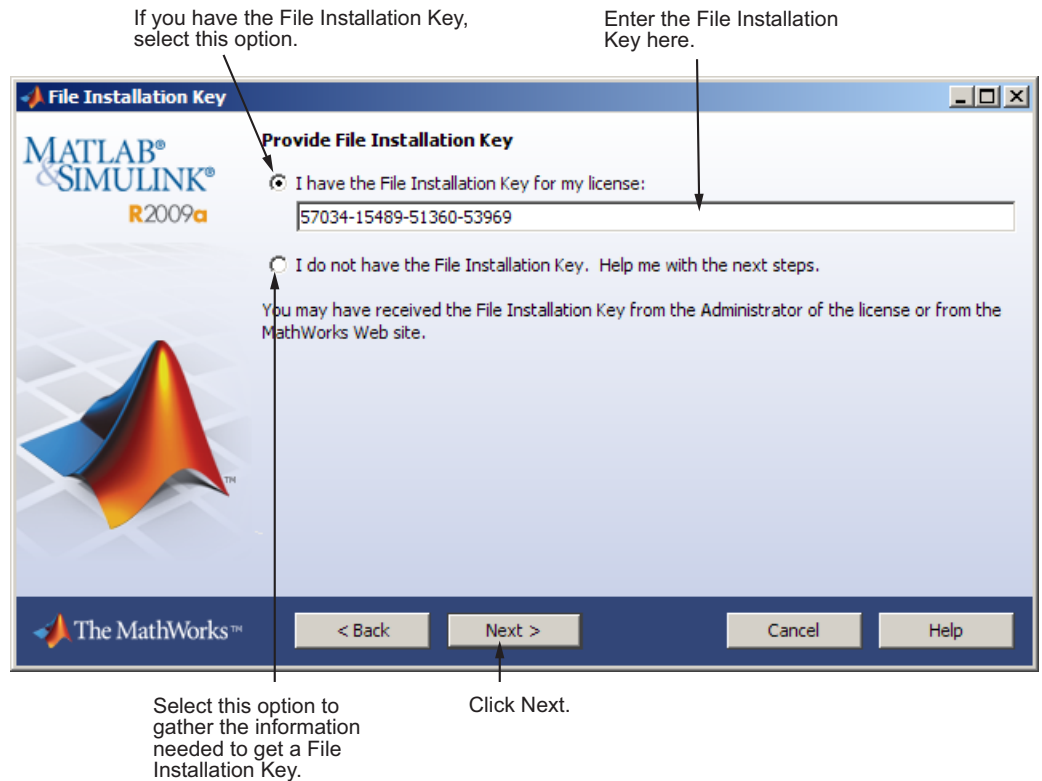 If you have the File Installation Key,
select this option.
Enter the File Installation
Key here.
File Installation Key
MATLAB®
&SIMULINK®
R2009a
Provide File Installation Key
I have the File Installation Key for my license:
57034-15489-51360-53969
I do not have the File Installation Key. Help me with the next steps.
You may have received the File Installation Key from the Administrator of the license or from the
MathWorks Web site.
TM
The MathWorks™
< Back
Next >
Cancel
Help
Select this option to
gather the information
needed to get a File
Installation Key.
Click Next.